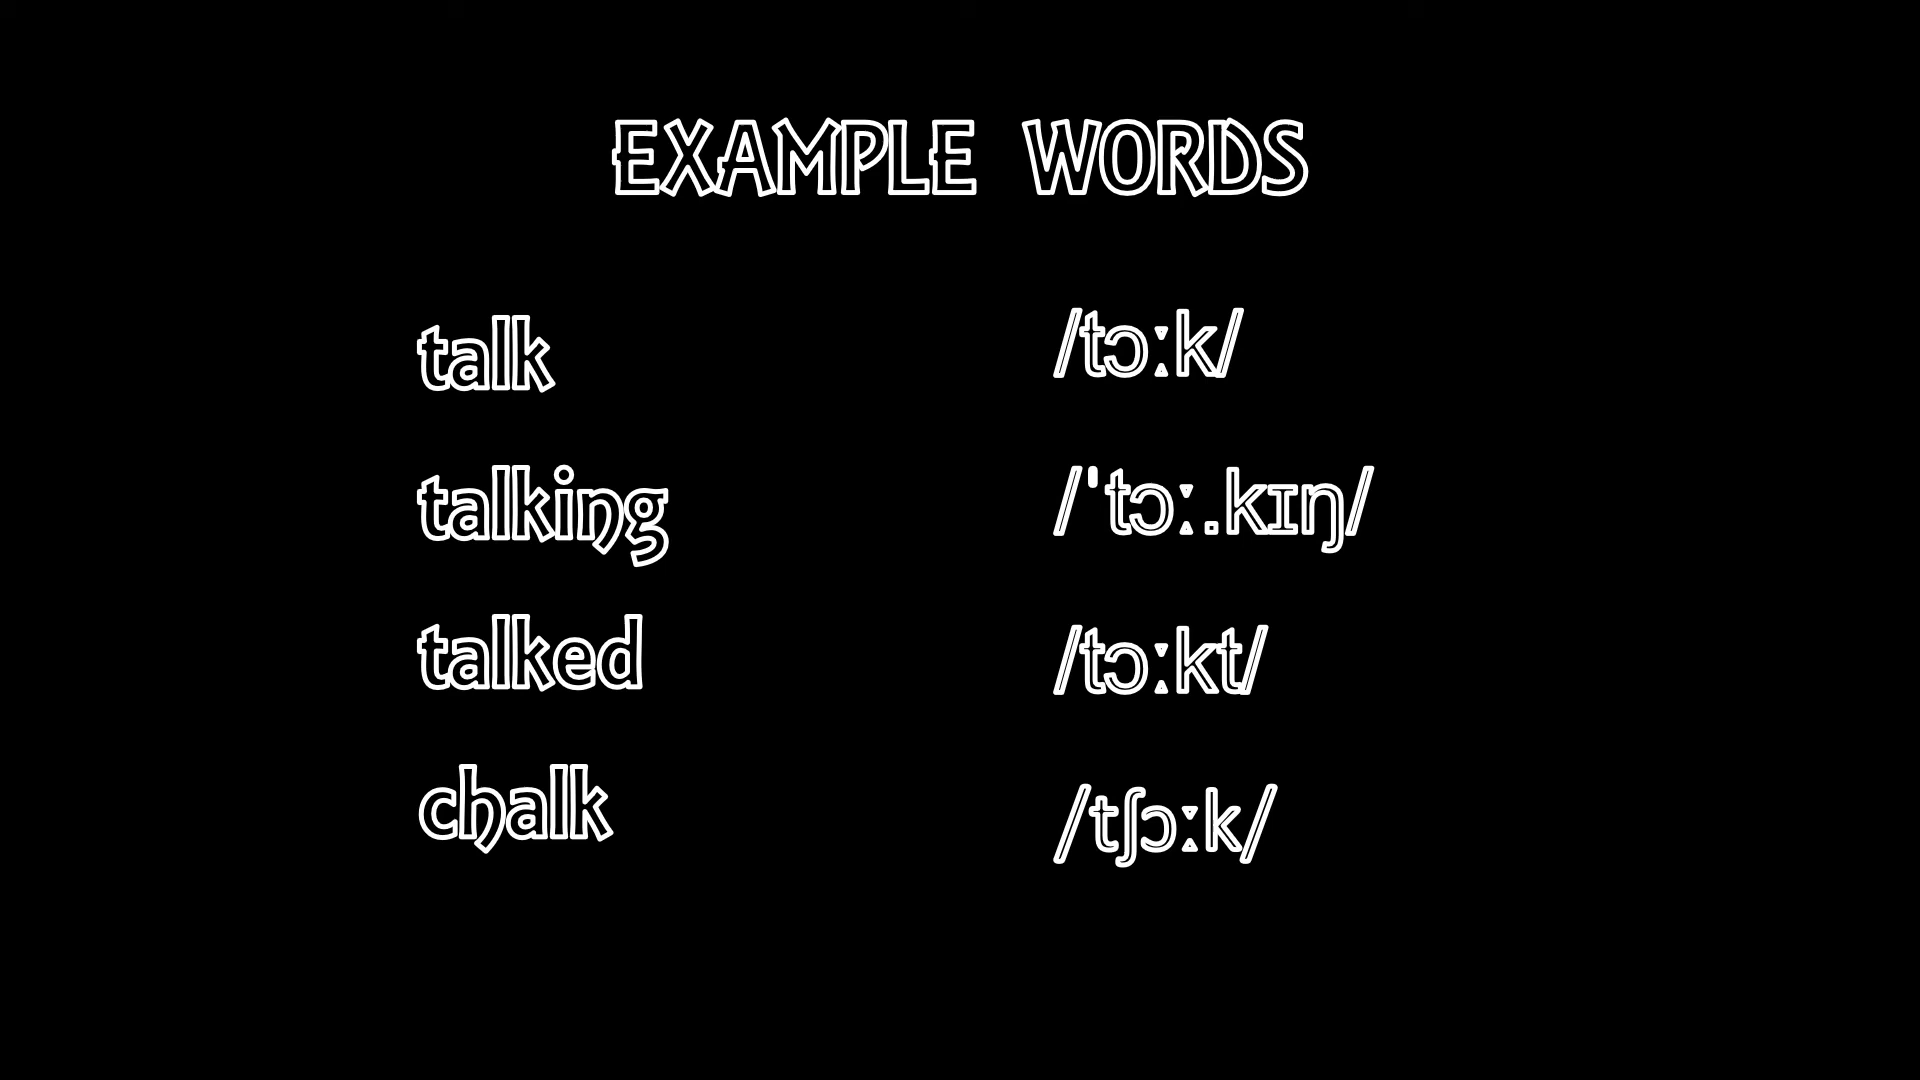 EXAMPLE WORDS
talk /tɔːk/
talking /ˈtɔː.kɪŋ/
talked /tɔːkt/
chalk /tʃɔːk/